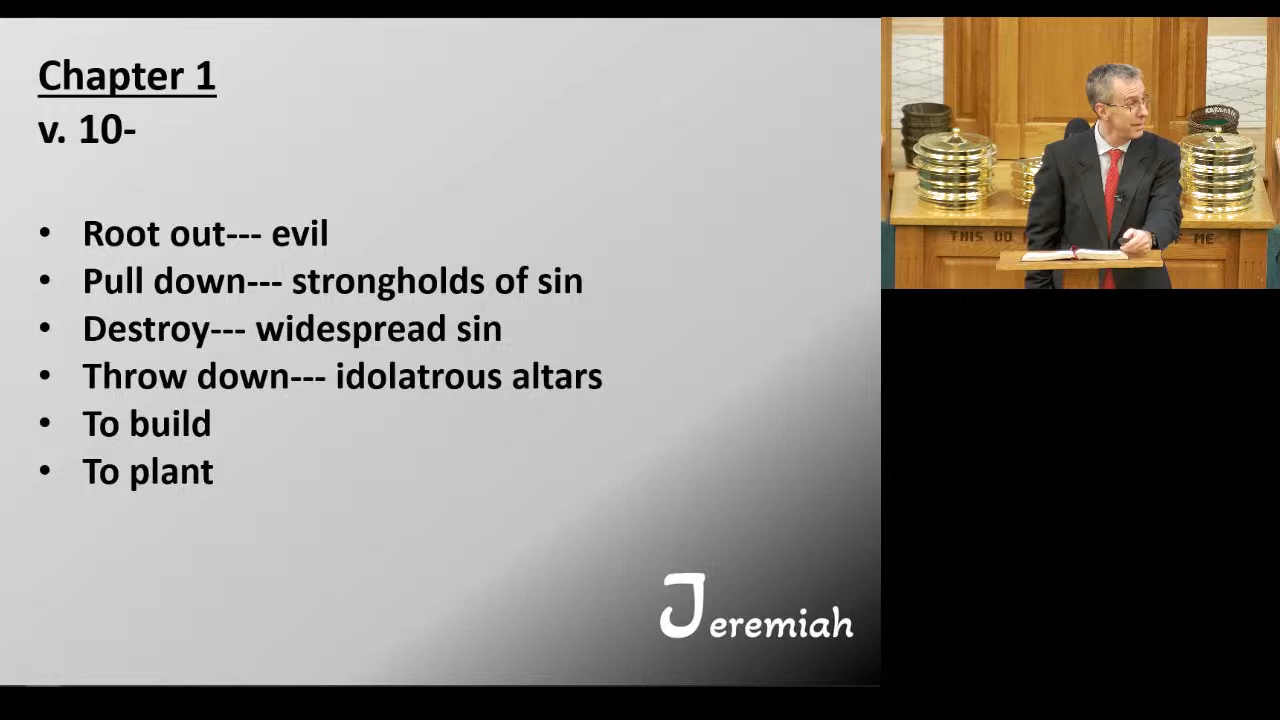 Chapter 1
v. 10-
• Root out--- evil
• Pull down--- strongholds of sin
• Destroy--- widespread sin
• Throw down--- idolatrous altars
• To build
• To plant
Jeremiah
THIS DO ME